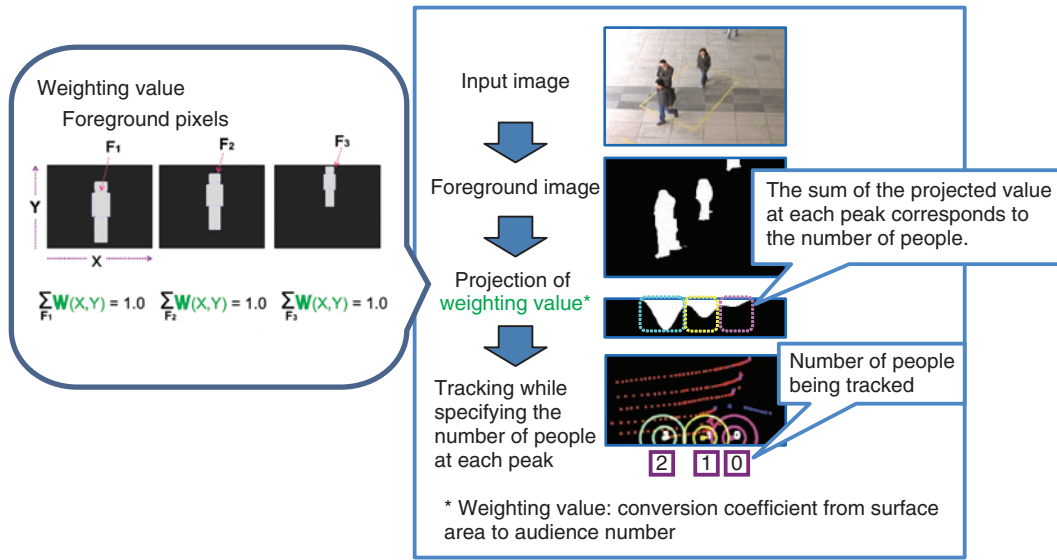 Weighting value
Foreground pixels
F1
F2
F3
Y
X
∑F1 W(X,Y) = 1.0
∑F2 W(X,Y) = 1.0
∑F3 W(X,Y) = 1.0
Input image
Foreground image
The sum of the projected value
at each peak corresponds to
the number of people.
Projection of
weighting value*
Number of people
being tracked
Tracking while
specifying the
number of people
at each peak
2
1
0
* Weighting value: conversion coefficient from surface
area to audience number